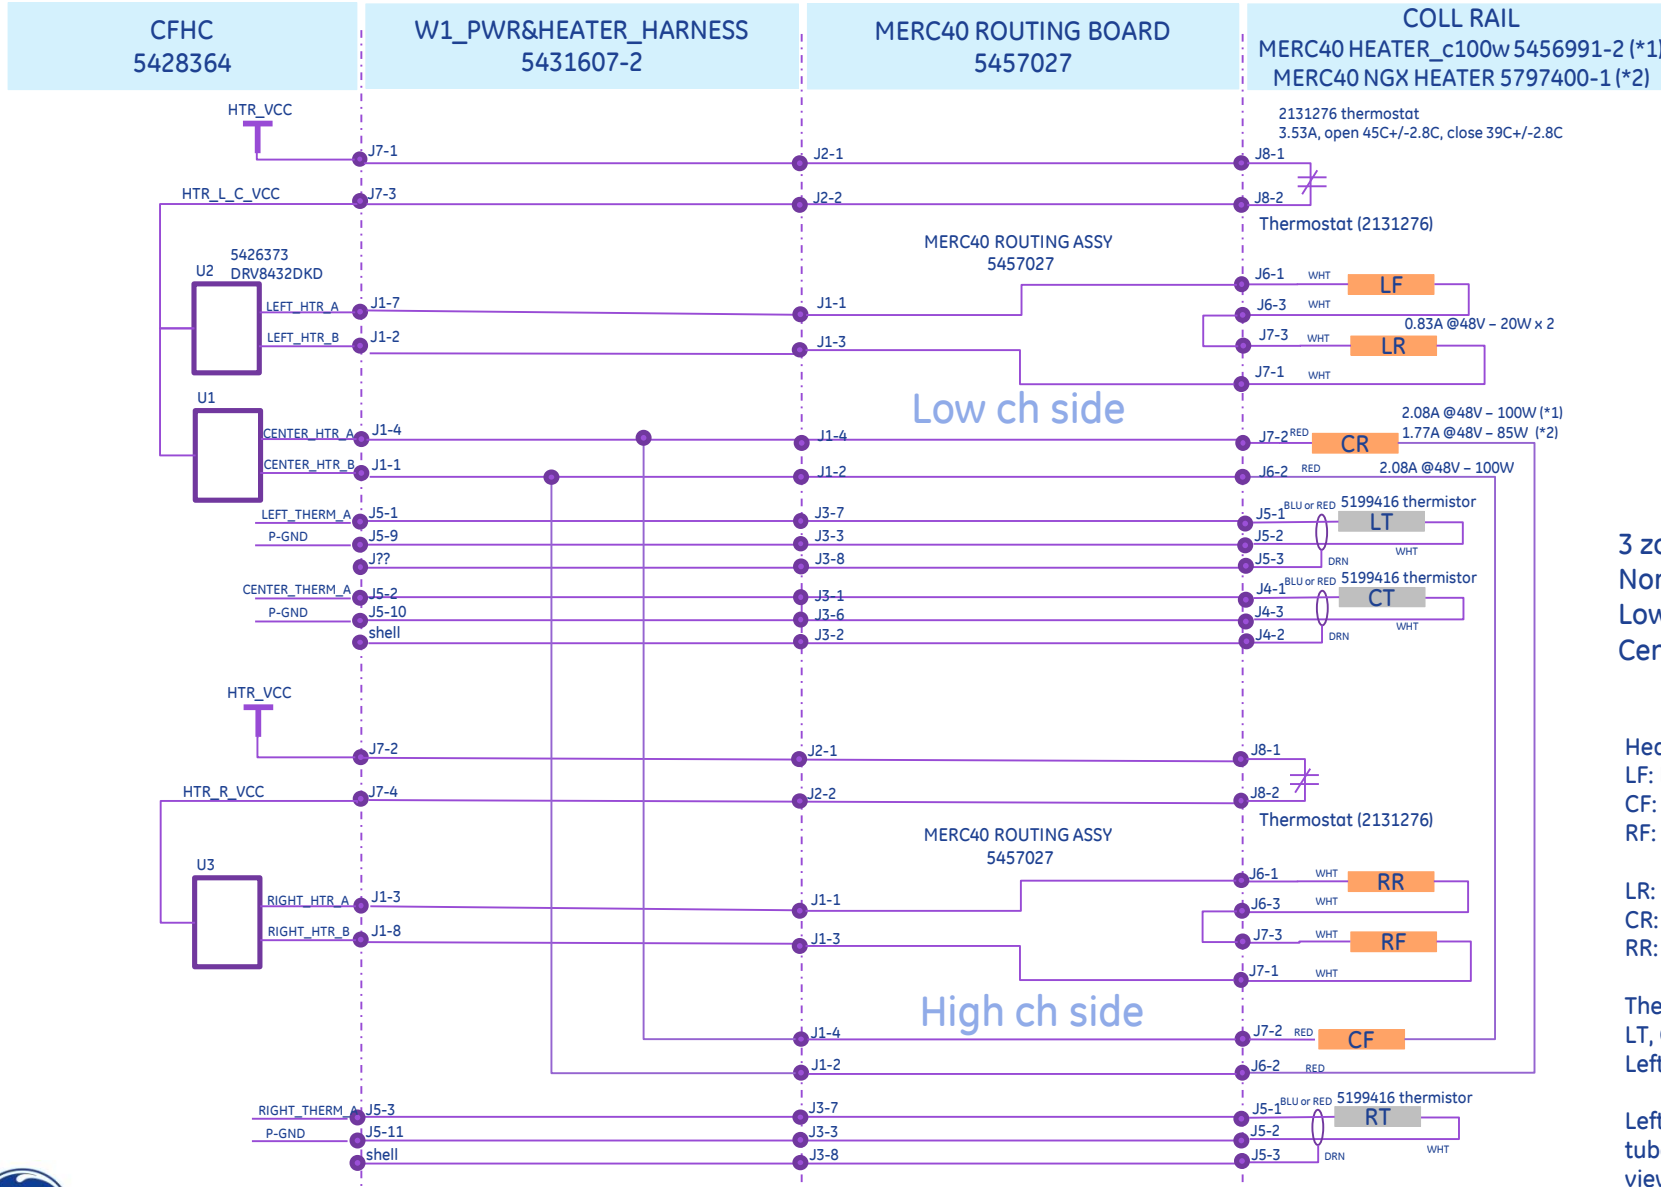 CFHC
5428364
W1_PWR&HEATER_HARNESS
5431607-2
MERC40 ROUTING BOARD
5457027
COLL RAIL
MERC40 HEATER_c100w 5456991-2 (*1)
MERC40 NGX HEATER 5797400-1 (*2)
HTR_VCC
2131276 thermostat
3.53A, open 45C+/-2.8C, close 39C+/-2.8C
J7-1
J2-1
J8-1
HTR_L_C_VCC
J7-3
J2-2
J8-2
Thermostat (2131276)
5426373
U2 DRV8432DKD
MERC40 ROUTING ASSY
5457027
LEFT_HTR_A
J1-7
J1-1
J6-1
WHT
LF
J6-3
WHT
0.83A @48V – 20W x 2
LEFT_HTR_B
J1-2
J1-3
J7-3
WHT
LR
J7-1
WHT
U1
Low ch side
2.08A @48V – 100W (*1)
1.77A @48V – 85W (*2)
CENTER_HTR_A
J1-4
J1-4
J7-2
RED
CR
CENTER_HTR_B
J1-1
J1-2
J6-2
RED
2.08A @48V – 100W
LEFT_THERM_A
J5-1
J3-7
J5-1
BLU or RED
5199416 thermistor
LT
P-GND
J5-9
J3-3
J5-2
WHT
J??
J3-8
J5-3
DRN
CENTER_THERM_A
J5-2
J3-1
J4-1
BLU or RED
5199416 thermistor
CT
P-GND
J5-10
J3-6
J4-3
WHT
shell
J3-2
J4-2
DRN
3 zo
Nor
Low
Cen
HTR_VCC
J7-2
J2-1
J8-1
HTR_R_VCC
J7-4
J2-2
J8-2
Thermostat (2131276)
Hea
LF:
CF:
RF:
LR:
CR:
RR:
MERC40 ROUTING ASSY
5457027
U3
RIGHT_HTR_A
J1-3
J1-1
J6-1
WHT
RR
J6-3
WHT
RIGHT_HTR_B
J1-8
J1-3
J7-3
WHT
RF
J7-1
WHT
High ch side
J1-4
J7-2
RED
CF
J1-2
J6-2
RED
The
LT,
Left
RIGHT_THERM_A
J5-3
J3-7
J5-1
BLU or RED
5199416 thermistor
RT
P-GND
J5-11
J3-3
J5-2
WHT
shell
J3-8
J5-3
DRN
Left
tub
view